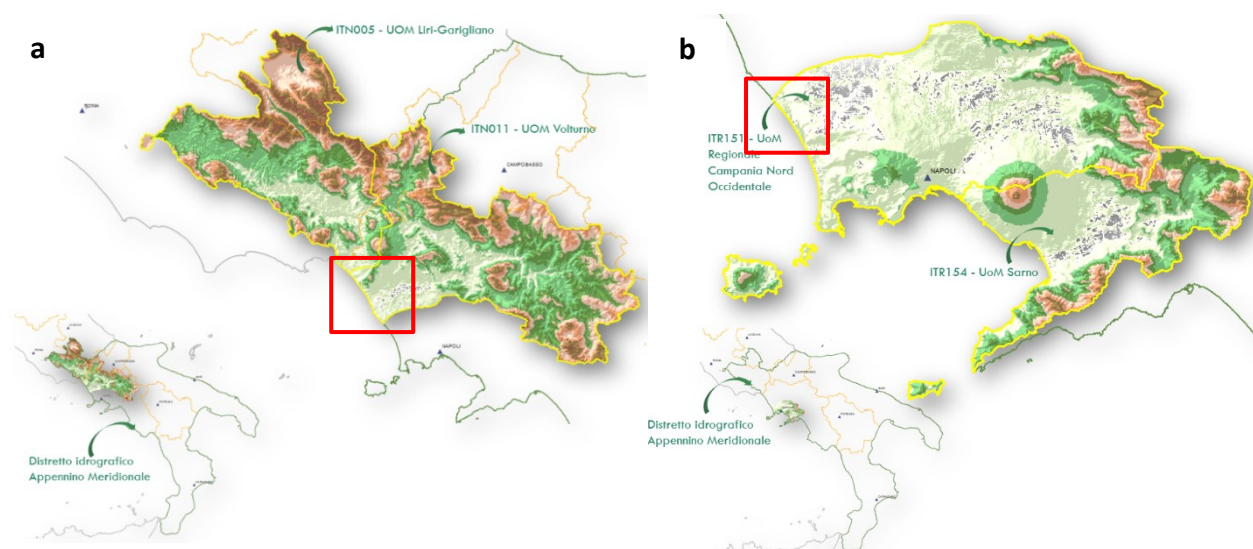 a
ITN005 - UOM Liri-Garigliano
ROMA
ITN011 - UOM Volturno
CAMPOBASSO
NAPOLI
Distretto idrografico
Appennino Meridionale
b
ITR151 - UoM
Regionale
Campania Nord
Occidentale
NAPOLI
ITR154 - UoM Sarno
Distretto idrografico
Appennino Meridionale